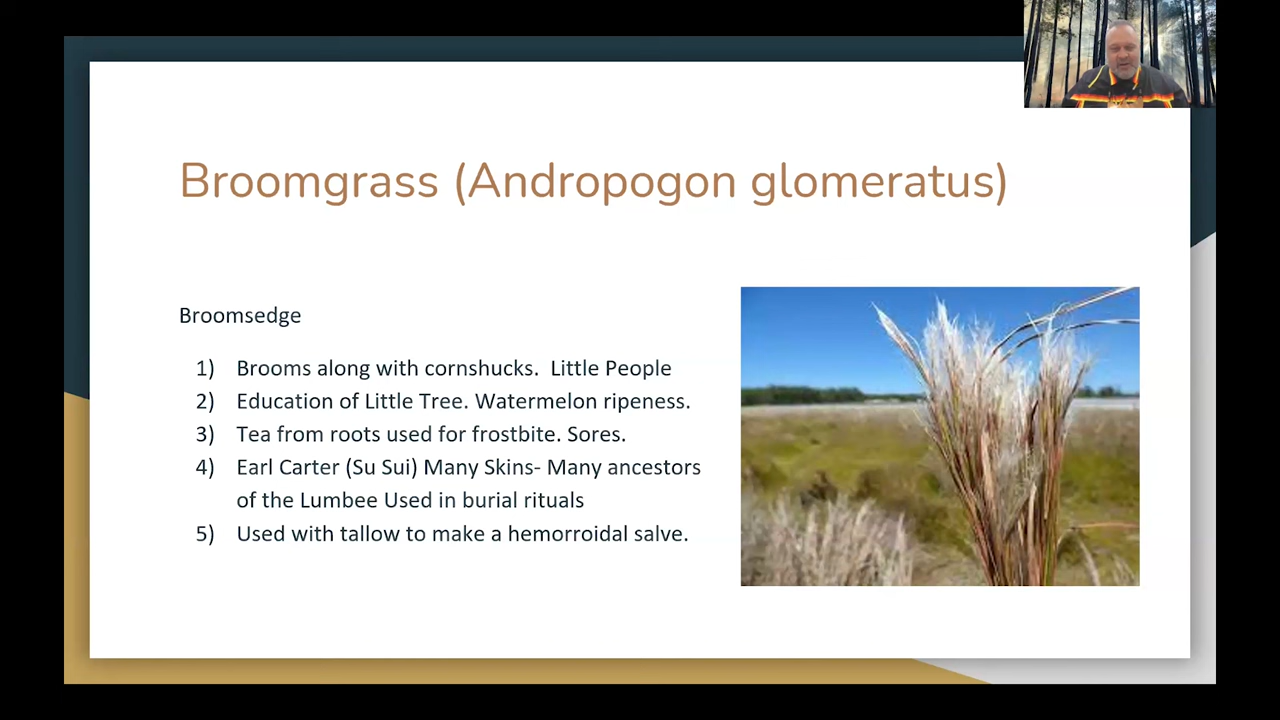 Broomgrass (Andropogon glomeratus)
Broomsedge
1) Brooms along with cornshucks.  Little People
2) Education of Little Tree. Watermelon ripeness.
3) Tea from roots used for frostbite. Sores.
4) Earl Carter (Su Sui) Many Skins- Many ancestors
of the Lumbee Used in burial rituals
5) Used with tallow to make a hemorroidal salve.